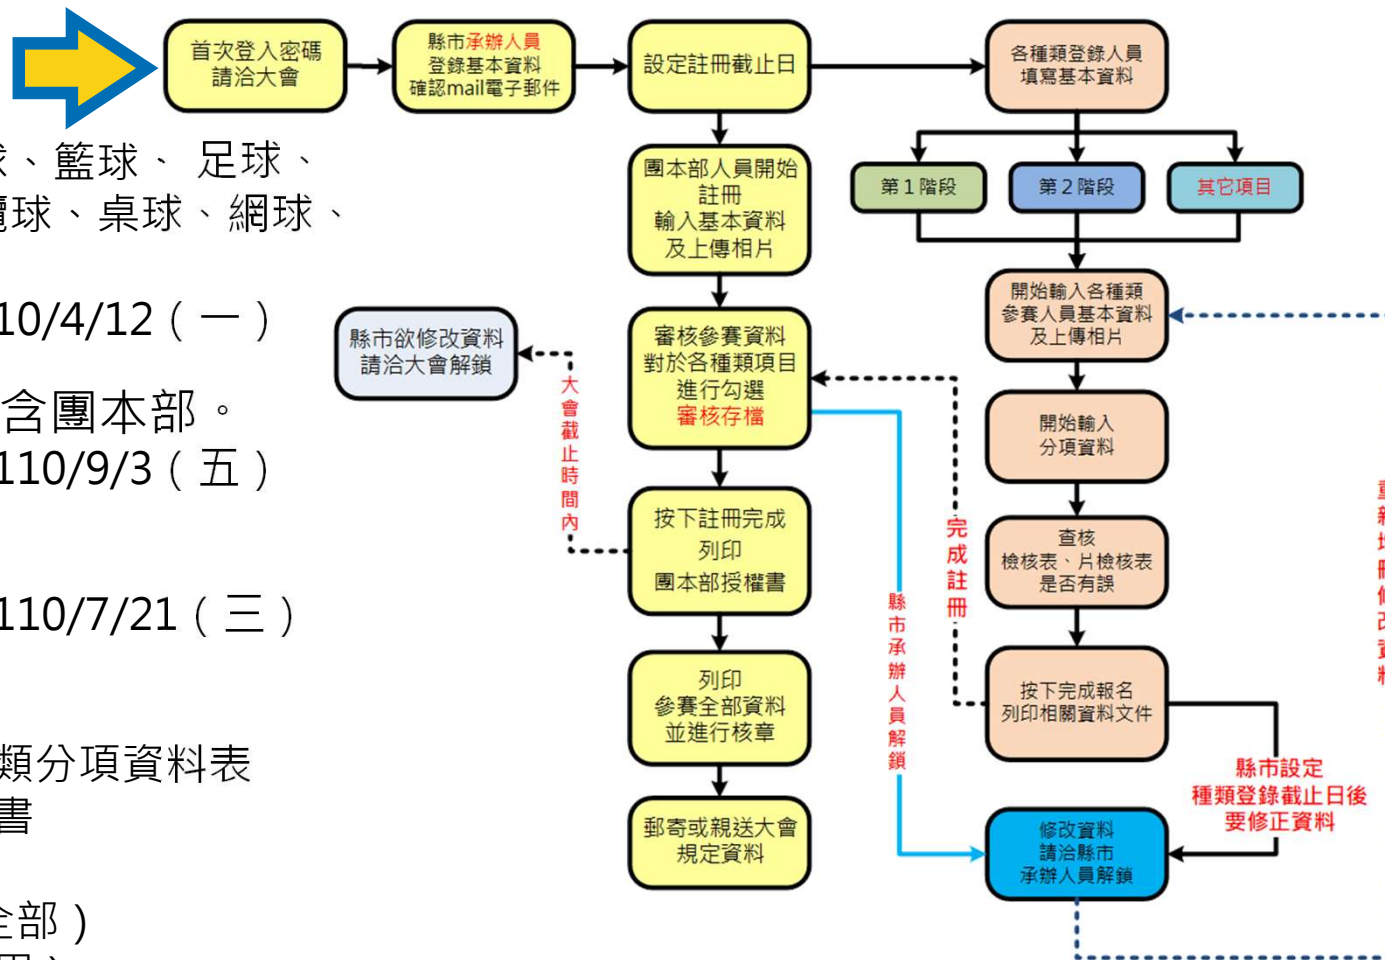 首次登入密碼
請洽大會
縣市承辦人員
登錄基本資料
確認mail電子郵件
設定註冊截止日
各種類登錄人員
填寫基本資料
、籃球、 足球、
球、桌球、網球、
10/4/12（一）
含團本部。
110/9/3（五）
110/7/21（三）
類分項資料表
書
全部）
團本部人員開始
註冊
輸入基本資料
及上傳相片
審核參賽資料
對於各種類項目
進行勾選
審核存檔
縣市欲修改資料
請洽大會解鎖
大會截止時間內
按下註冊完成
列印
團本部授權書
列印
參賽全部資料
並進行核章
郵寄或親送大會
規定資料
第1階段
第2階段
其它項目
開始輸入各種類
參賽人員基本資料
及上傳相片
開始輸入
分項資料
查核
檢核表、片檢核表
是否有誤
按下完成報名
列印相關資料文件
完成註冊
縣市承辦人員解鎖
縣市設定
種類登錄截止日後
要修正資料
修改資料
請洽縣市
承辦人員解鎖